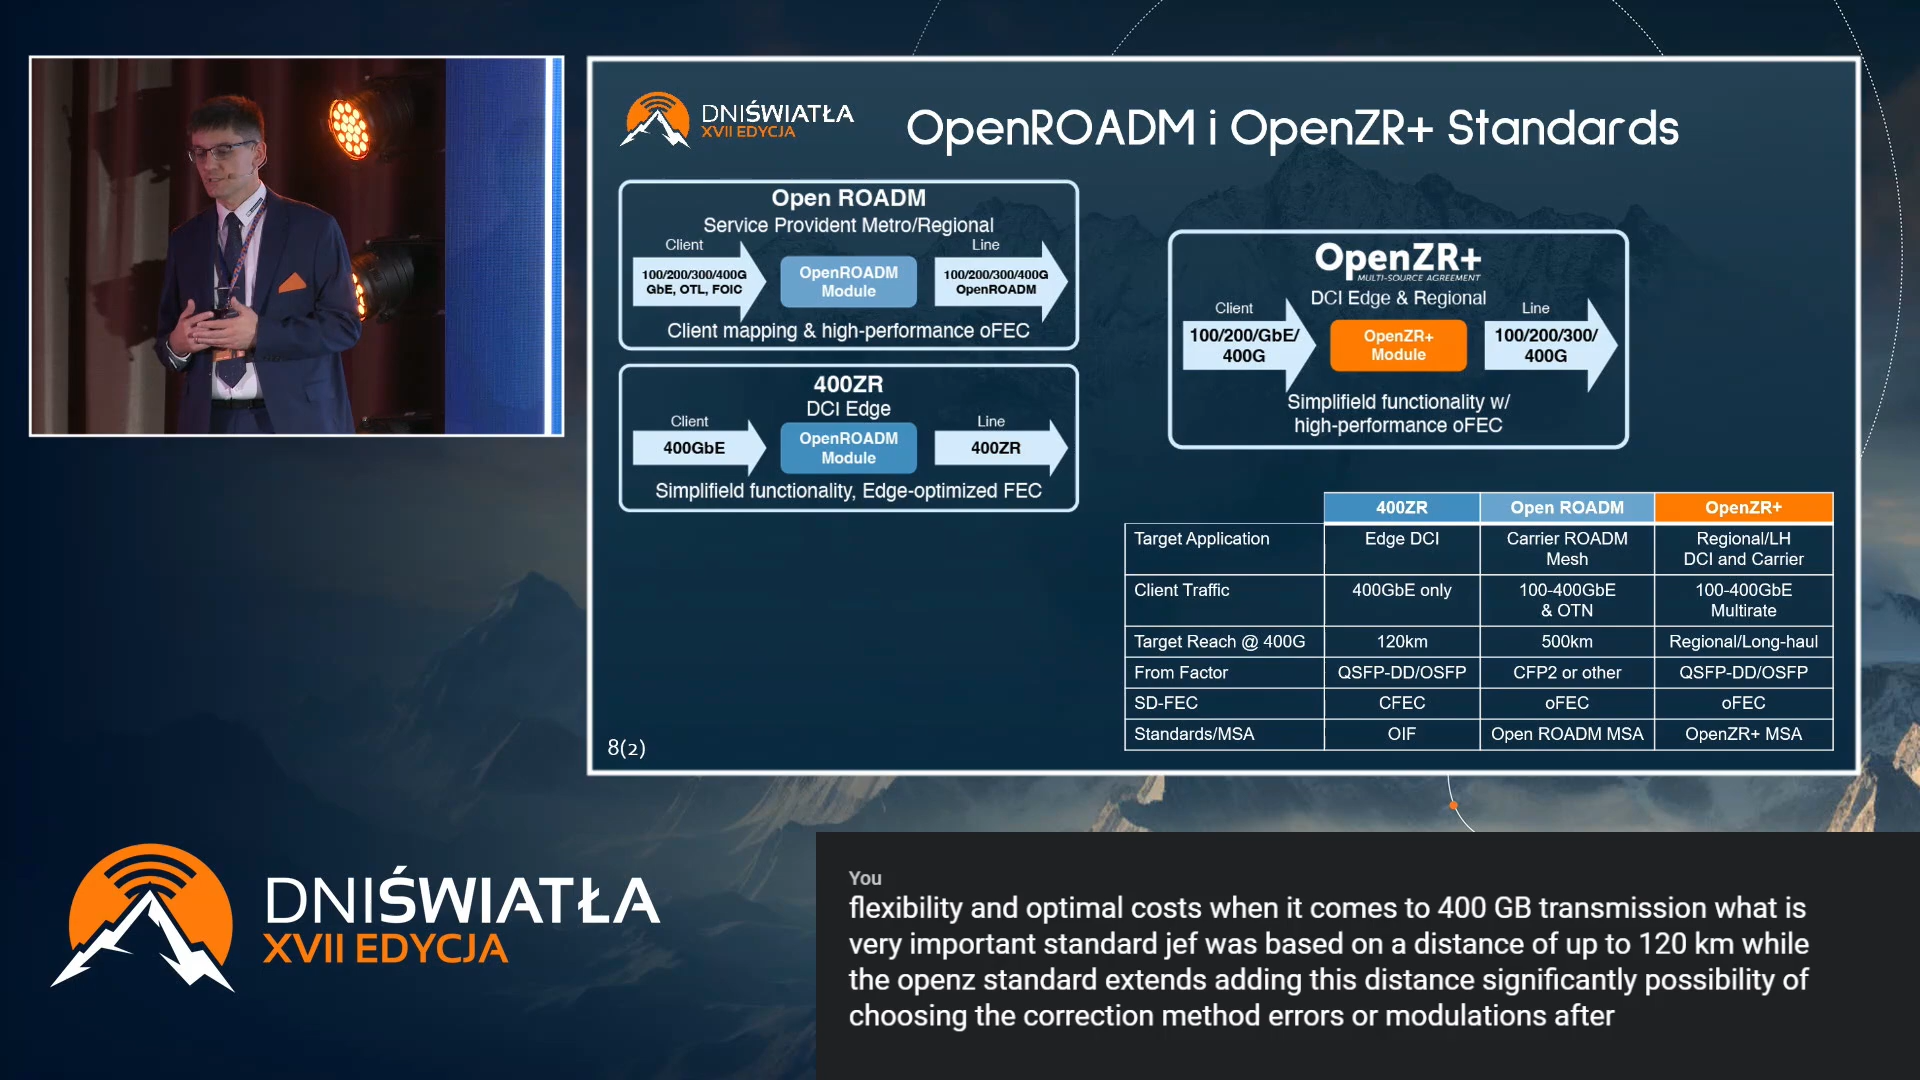 DNIŚWIATŁA
XVII EDYCJA
OpenROADM i OpenZR+ Standards
Open ROADM
Service Provident Metro/Regional
Client
Line
100/200/300/400G
GbE, OTL, FOIC
OpenROADM
Module
100/200/300/400G
OpenROADM
Client mapping & high-performance oFEC
400ZR
DCI Edge
Client
Line
400GbE
OpenROADM
Module
400ZR
Simplifield functionality, Edge-optimized FEC
OpenZR+
MULTI-SOURCE AGREEMENT
DCI Edge & Regional
Client
Line
100/200/GbE/
400G
OpenZR+
Module
100/200/300/
400G
Simplifield functionality w/
high-performance oFEC
400ZR Open ROADM OpenZR+
Target Application Edge DCI Carrier ROADM Regional/LH
Mesh DCI and Carrier
Client Traffic 400GbE only 100-400GbE 100-400GbE
& OTN Multirate
Target Reach @ 400G 120km 500km Regional/Long-haul
From Factor QSFP-DD/OSFP CFP2 or other QSFP-DD/OSFP
SD-FEC CFEC oFEC oFEC
Standards/MSA OIF Open ROADM MSA OpenZR+ MSA
8(2)
DNIŚWIATŁA
XVII EDYCJA
You
flexibility and optimal costs when it comes to 400 GB transmission what is
very important standard jef was based on a distance of up to 120 km while
the openz standard extends adding this distance significantly possibility of
choosing the correction method errors or modulations after